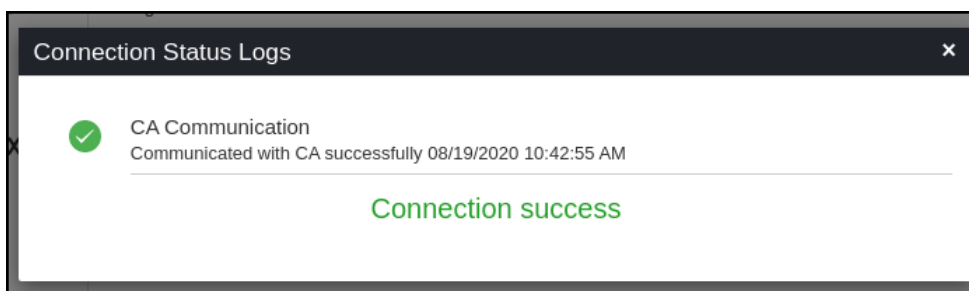 Connection Status Logs
CA Communication
Communicated with CA successfully 08/19/2020 10:42:55 AM
Connection success